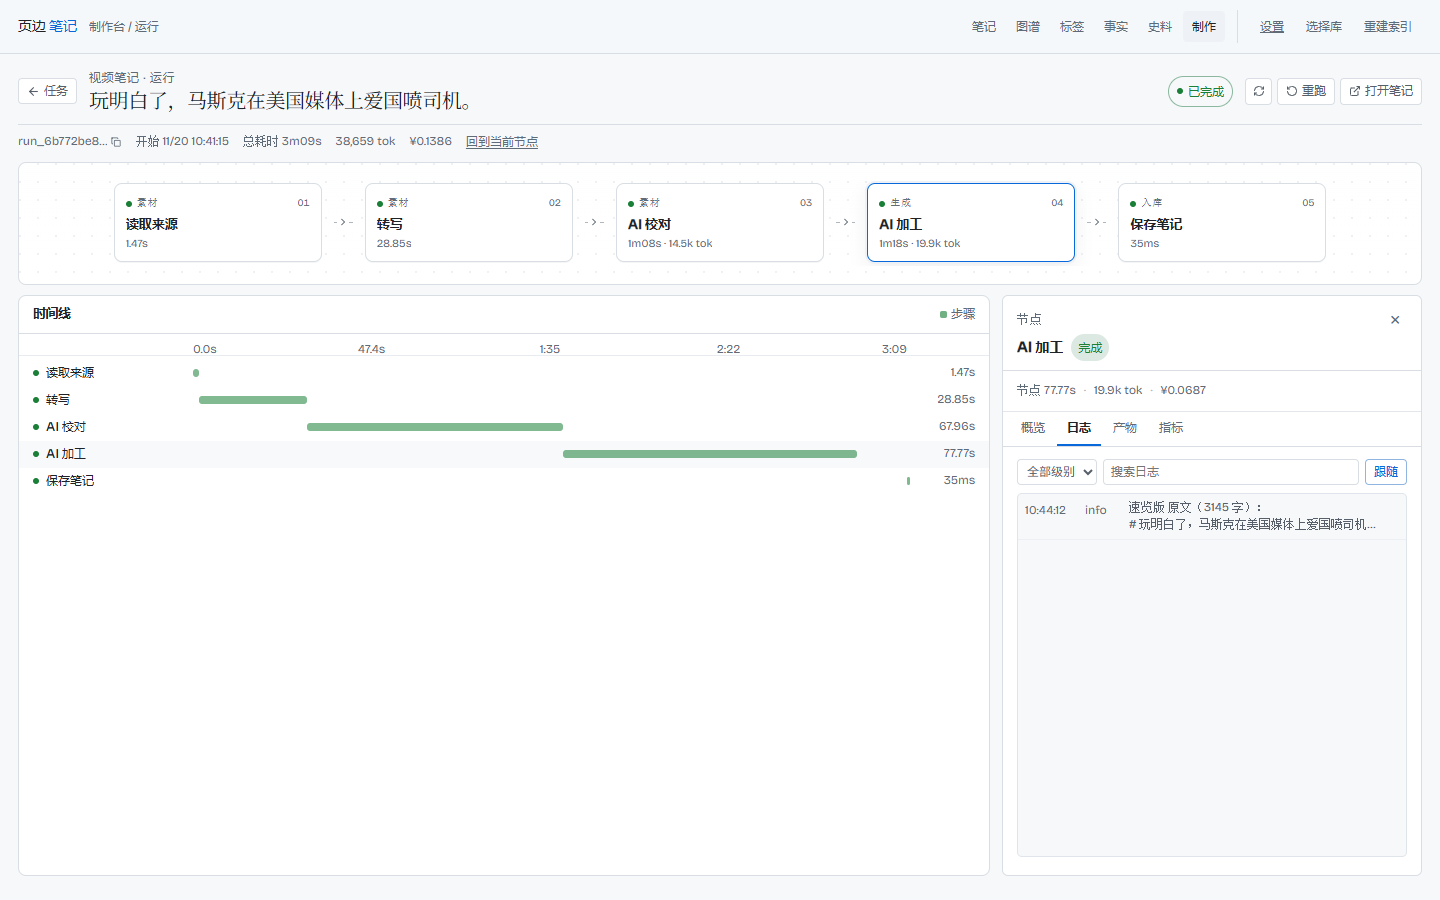 页边 笔记 制作台 / 运行 笔记 图谱 标签 事实 史料 制作 设置 选择库 重建索引
← 任务
视频笔记 · 运行
玩明白了，马斯克在美国媒体上爱国喷司机。
已完成 重跑 打开笔记
run_6b772be8... 开始 11/20 10:41:15 总耗时 3m09s 38,659 tok ¥0.1386 回到当前节点
素材 01
读取来源
1.47s
素材 02
转写
28.85s
素材 03
AI 校对
1m08s · 14.5k tok
生成 04
AI 加工
1m18s · 19.9k tok
入库 05
保存笔记
35ms
时间线 步骤
0.0s 47.4s 1:35 2:22 3:09
读取来源 1.47s
转写 28.85s
AI 校对 67.96s
AI 加工 77.77s
保存笔记 35ms
节点 ×
AI 加工 完成
节点 77.77s · 19.9k tok · ¥0.0687
概览 日志 产物 指标
全部级别 搜索日志 跟随
10:44:12 info 速览版 原文（3145 字）：
# 玩明白了，马斯克在美国媒体上爱国喷司机...